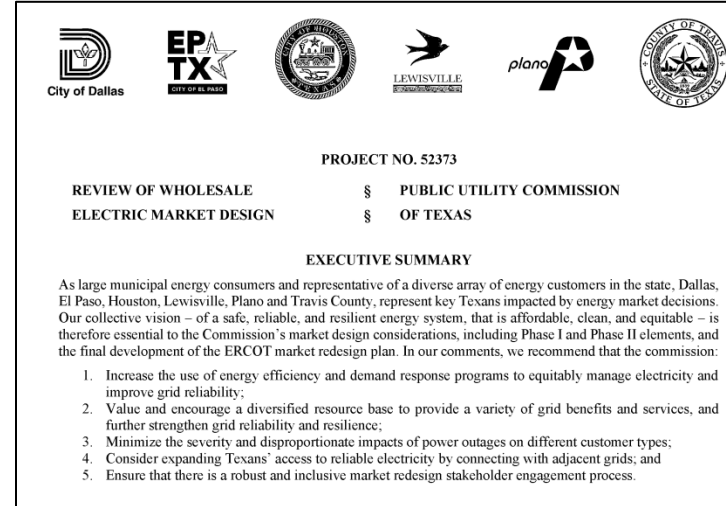 City of Dallas
EP
TX
CITY OF EL PASO
CITY OF HOUSTON
TEXAS
LEWISVILLE
plano
COUNTY OF TRAVIS
STATE OF TEXAS
PROJECT NO. 52373
REVIEW OF WHOLESALE § PUBLIC UTILITY COMMISSION
ELECTRIC MARKET DESIGN § OF TEXAS
EXECUTIVE SUMMARY
As large municipal energy consumers and representative of a diverse array of energy customers in the state, Dallas,
El Paso, Houston, Lewisville, Plano and Travis County, represent key Texans impacted by energy market decisions.
Our collective vision – of a safe, reliable, and resilient energy system, that is affordable, clean, and equitable – is
therefore essential to the Commission's market design considerations, including Phase I and Phase II elements, and
the final development of the ERCOT market redesign plan. In our comments, we recommend that the commission:
1. Increase the use of energy efficiency and demand response programs to equitably manage electricity and
improve grid reliability;
2. Value and encourage a diversified resource base to provide a variety of grid benefits and services, and
further strengthen grid reliability and resilience;
3. Minimize the severity and disproportionate impacts of power outages on different customer types;
4. Consider expanding Texans' access to reliable electricity by connecting with adjacent grids; and
5. Ensure that there is a robust and inclusive market redesign stakeholder engagement process.